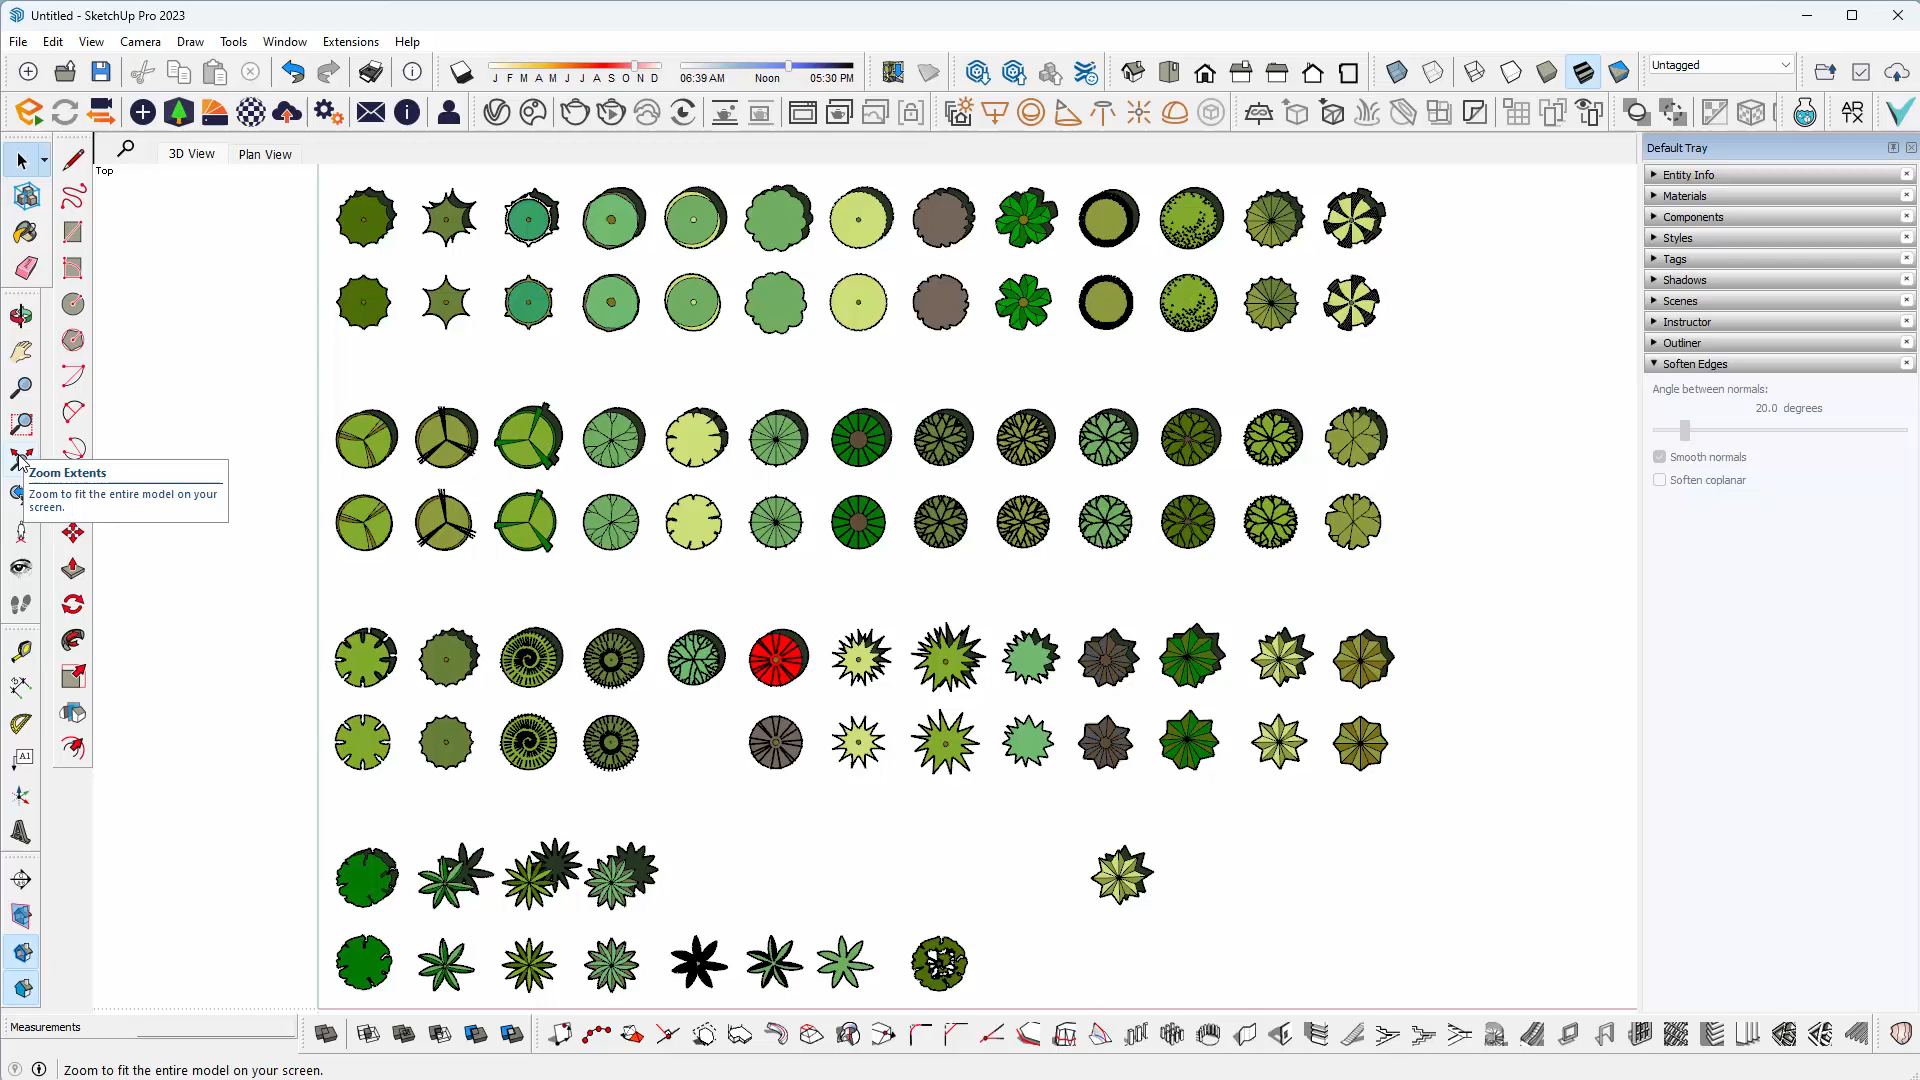 Untitled - SketchUp Pro 2023
File Edit View Camera Draw Tools Window Extensions Help
J F M A M J J A S O N D
06:39 AM Noon 05:30 PM
Untagged
AR
TX
3D View Plan View
Top
Default Tray
Entity Info
Materials
Components
Styles
Tags
Shadows
Scenes
Instructor
Outliner
Soften Edges
Angle between normals:
20.0 degrees
Smooth normals
Soften coplanar
Zoom Extents
Zoom to fit the entire model on your
screen.
A1
Measurements
Zoom to fit the entire model on your screen.